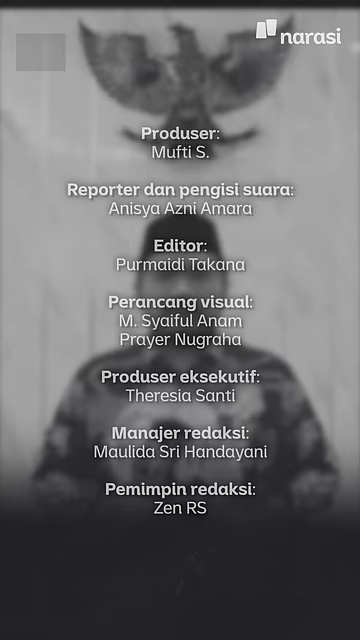 narasi
Produser:
Mufti S.
Reporter dan pengisi suara:
Anisya Azni Amara
Editor:
Purmaidi Takana
Perancang visual:
M. Syaiful Anam
Prayer Nugraha
Produser eksekutif:
Theresia Santi
Manajer redaksi:
Maulida Sri Handayani
Pemimpin redaksi:
Zen RS